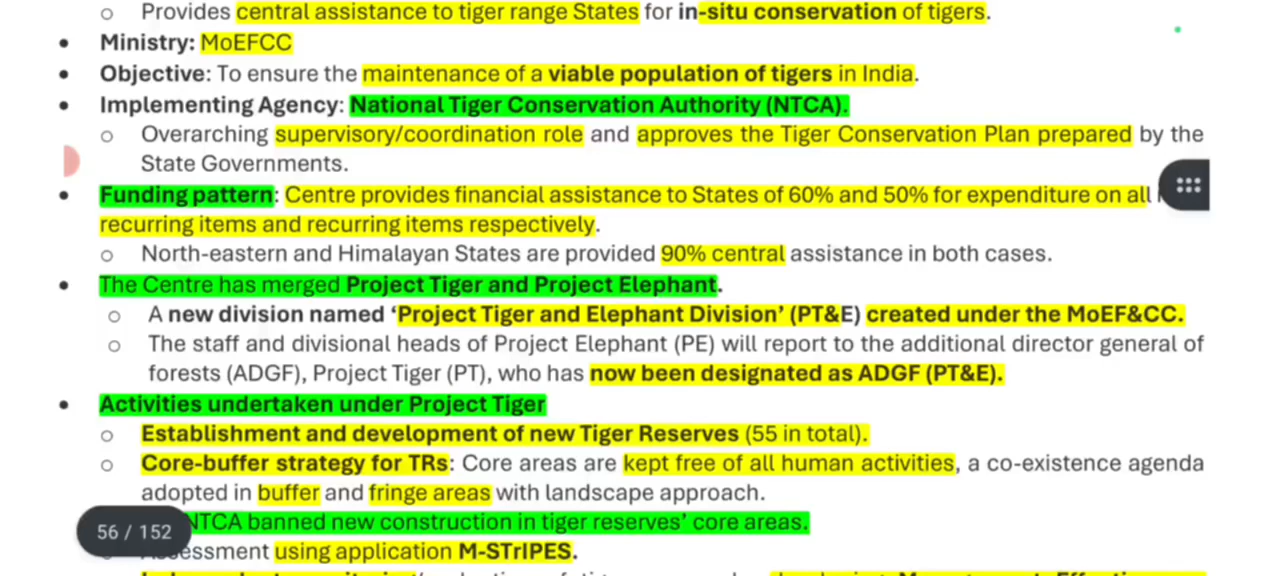 ○ Provides central assistance to tiger range States for in-situ conservation of tigers.
• Ministry: MoEFCC
• Objective: To ensure the maintenance of a viable population of tigers in India.
• Implementing Agency: National Tiger Conservation Authority (NTCA).
○ Overarching supervisory/coordination role and approves the Tiger Conservation Plan prepared by the
State Governments.
• Funding pattern: Centre provides financial assistance to States of 60% and 50% for expenditure on all
recurring items and recurring items respectively.
○ North-eastern and Himalayan States are provided 90% central assistance in both cases.
• The Centre has merged Project Tiger and Project Elephant.
○ A new division named ‘Project Tiger and Elephant Division’ (PT&E) created under the MoEF&CC.
○ The staff and divisional heads of Project Elephant (PE) will report to the additional director general of
forests (ADGF), Project Tiger (PT), who has now been designated as ADGF (PT&E).
• Activities undertaken under Project Tiger
○ Establishment and development of new Tiger Reserves (55 in total).
○ Core-buffer strategy for TRs: Core areas are kept free of all human activities, a co-existence agenda
adopted in buffer and fringe areas with landscape approach.
NTCA banned new construction in tiger reserves’ core areas.
56 / 152
using application M-STrIPES.